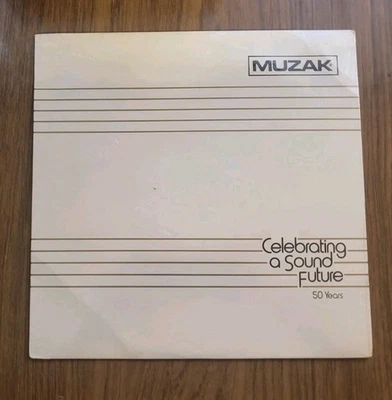 MUZAK
Celebrating
a Sound
Future
50 Years